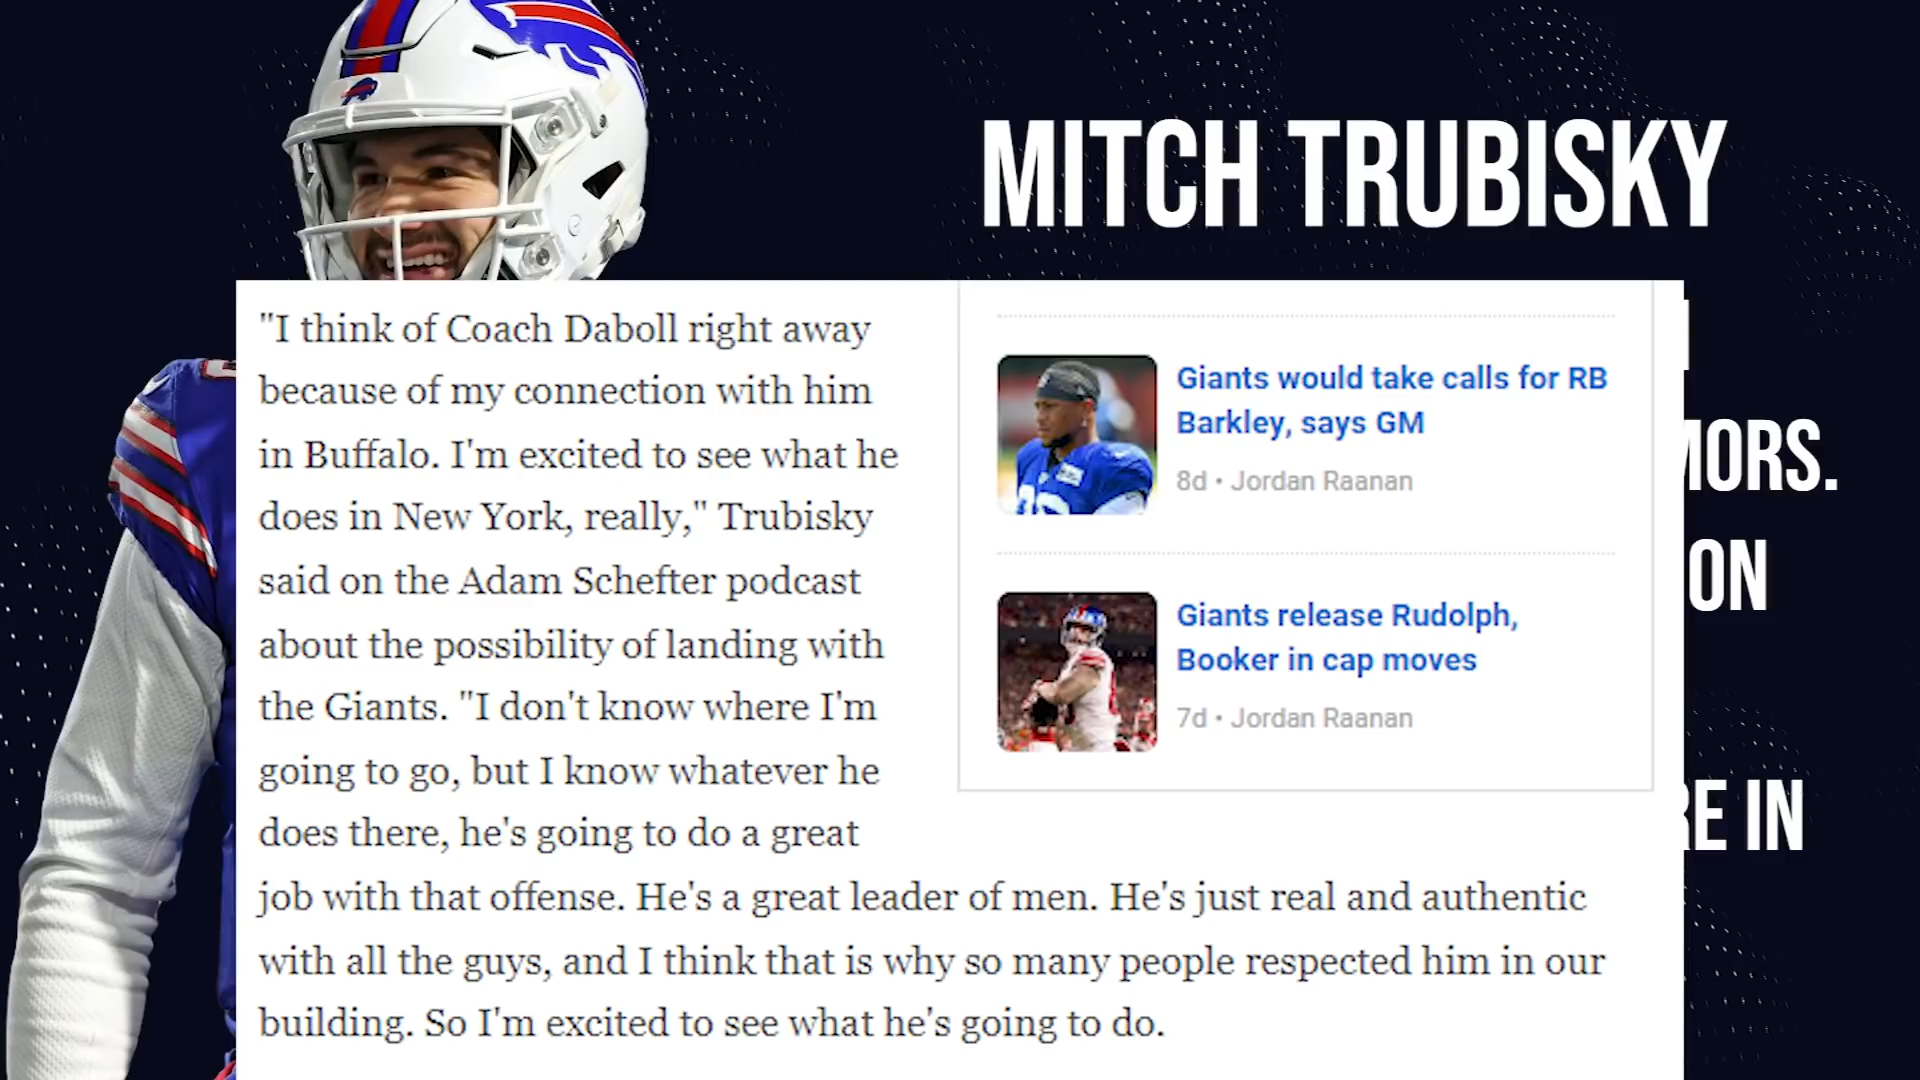 MITCH TRUBISKY
"I think of Coach Daboll right away
because of my connection with him
in Buffalo. I'm excited to see what he
does in New York, really," Trubisky
said on the Adam Schefter podcast
about the possibility of landing with
the Giants. "I don't know where I'm
going to go, but I know whatever he
does there, he's going to do a great
job with that offense. He's a great leader of men. He's just real and authentic
with all the guys, and I think that is why so many people respected him in our
building. So I'm excited to see what he's going to do.
Giants would take calls for RB
Barkley, says GM
8d • Jordan Raanan
Giants release Rudolph,
Booker in cap moves
7d • Jordan Raanan
ON
IN